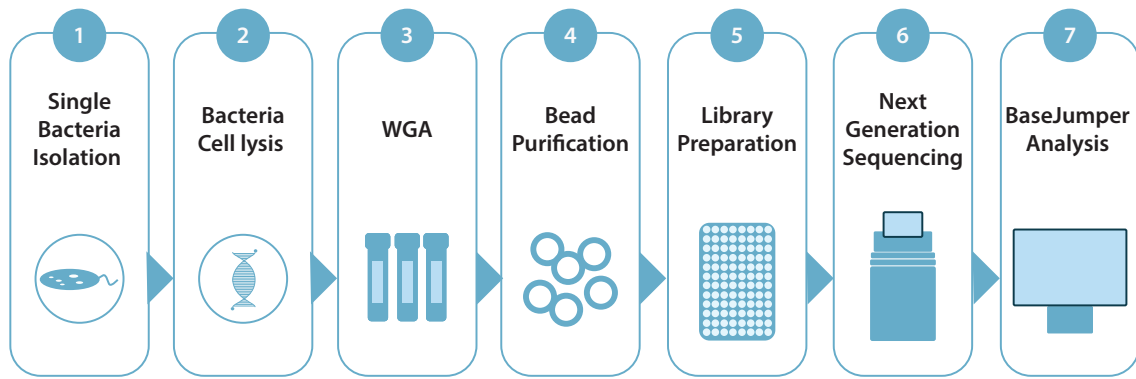 1
Single
Bacteria
Isolation
2
Bacteria
Cell lysis
3
WGA
4
Bead
Purification
5
Library
Preparation
6
Next
Generation
Sequencing
7
BaseJumper
Analysis